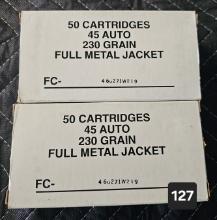 50 CARTRIDGES
45 AUTO
230 GRAIN
FULL METAL JACKET
FC-
50 CARTRIDGES
45 AUTO
230 GRAIN
FULL METAL JACKET
FC-
127